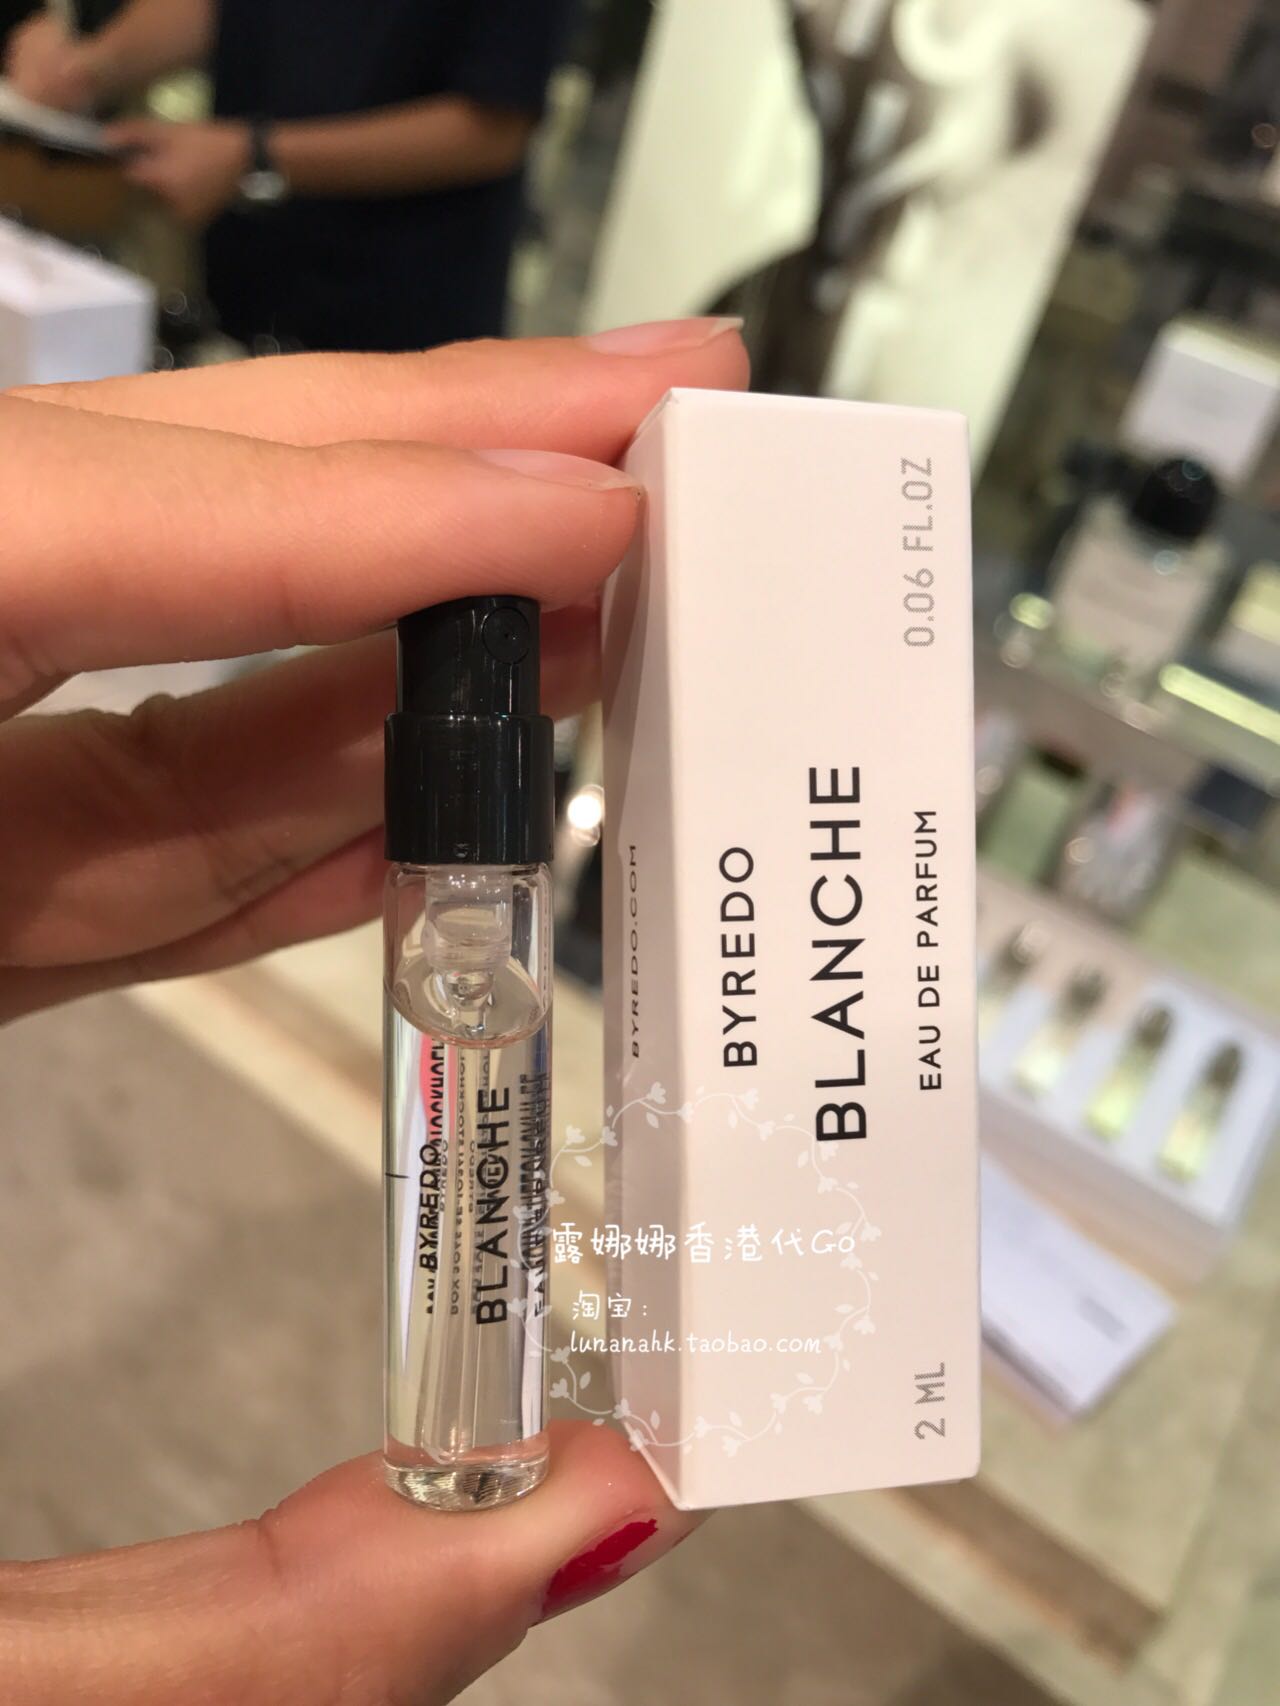 BYREDO
BLANCHE
BYREDO.COM
BYREDO
BLANCHE
EAU DE PARFUM
0.06 FL.OZ
2 ML
露娜娜香港代Go
淘宝:
lunanahk.taobao.com